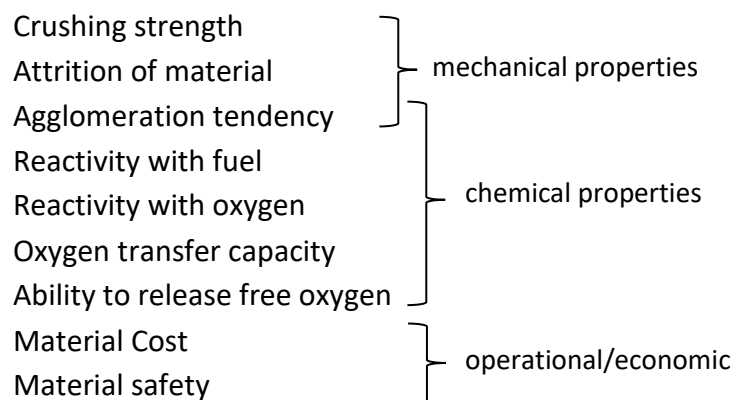 Crushing strength
Attrition of material
mechanical properties
Agglomeration tendency
Reactivity with fuel
chemical properties
Reactivity with oxygen
Oxygen transfer capacity
Ability to release free oxygen
Material Cost
operational/economic
Material safety